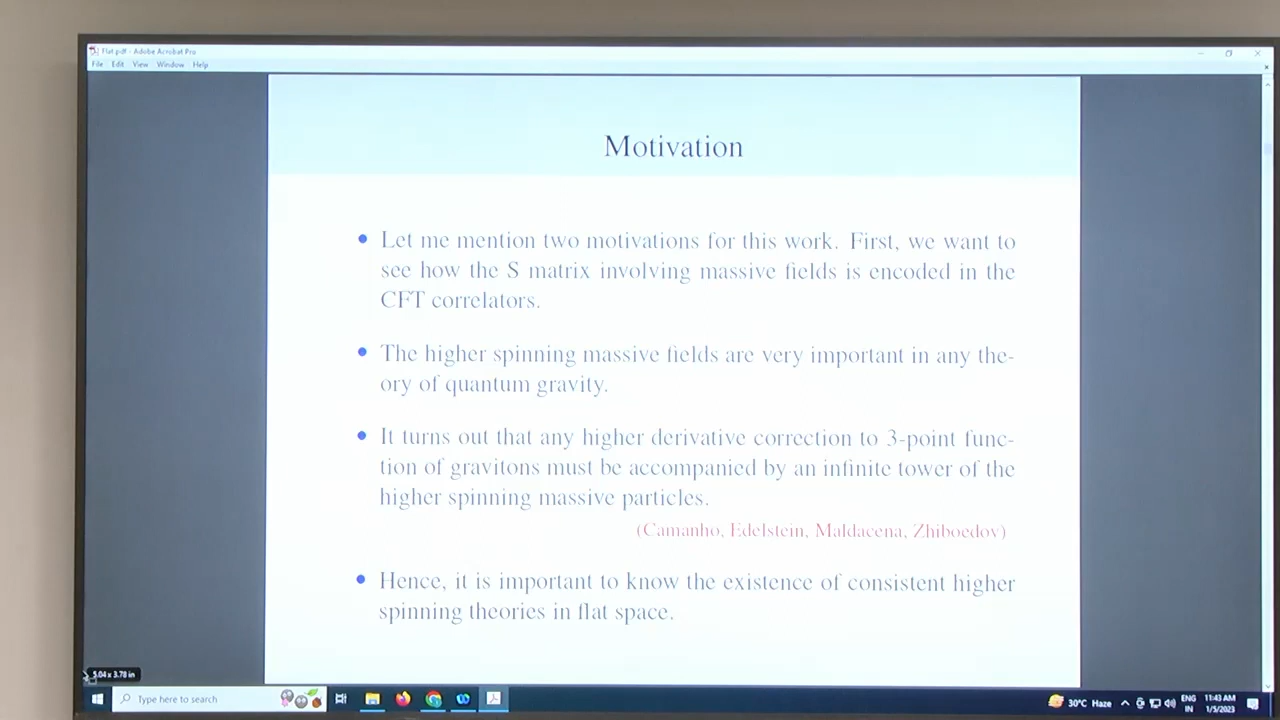 Flat.pdf - Adobe Acrobat Pro
File Edit View Window Help
Motivation
• Let me mention two motivations for this work. First, we want to
see how the S matrix involving massive fields is encoded in the
CFT correlators.
• The higher spinning massive fields are very important in any the-
ory of quantum gravity.
• It turns out that any higher derivative correction to 3-point func-
tion of gravitons must be accompanied by an infinite tower of the
higher spinning massive particles.
(Camanho, Edelstein, Maldacena, Zhiboedov)
• Hence, it is important to know the existence of consistent higher
spinning theories in flat space.
5.04 x 3.78 in
Type here to search
30°C Haze
ENG
IN
11:43 AM
1/5/2023